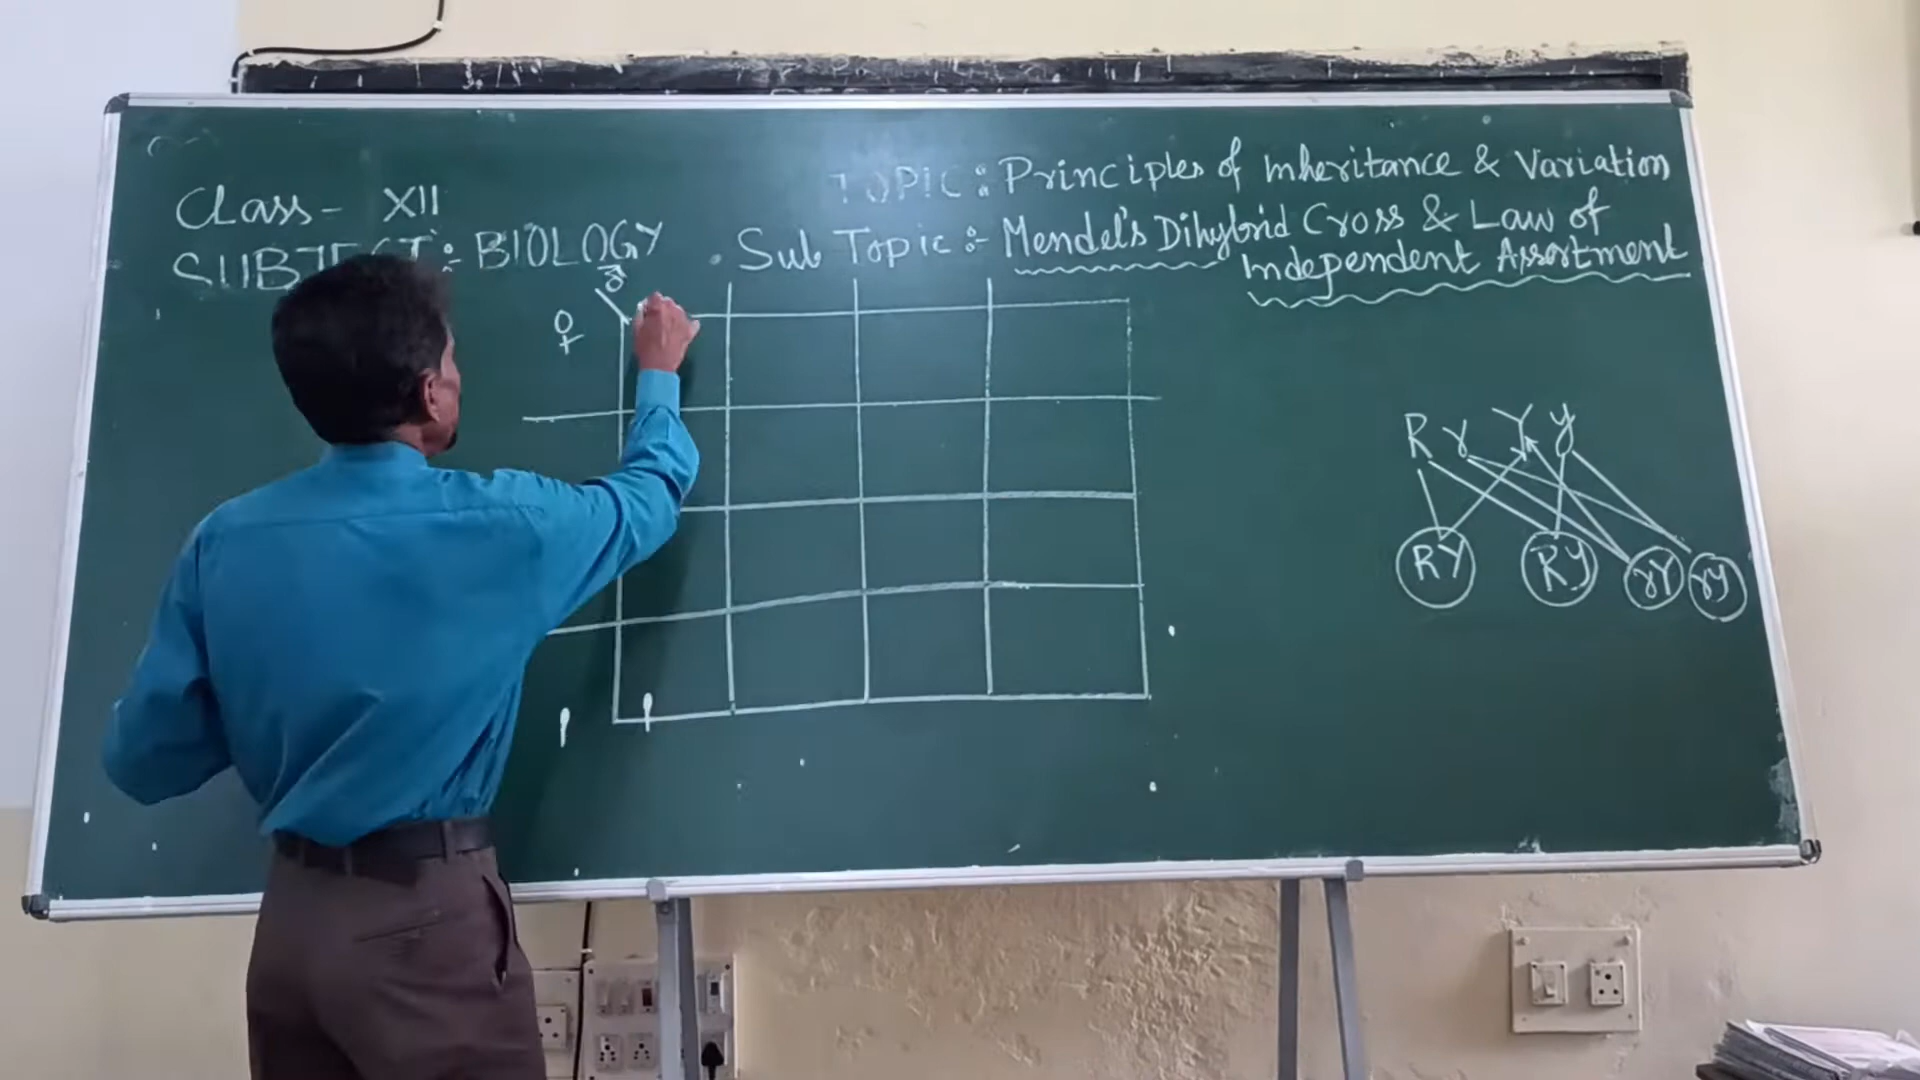 Class - XII
TOPIC : Principles of Inheritance & Variation
SUBJECT :- BIOLOGY
Sub Topic :- Mendel's Dihybrid Cross & Law of
Independent Assortment
♂
♀
R r Y y
RY Ry rY ry